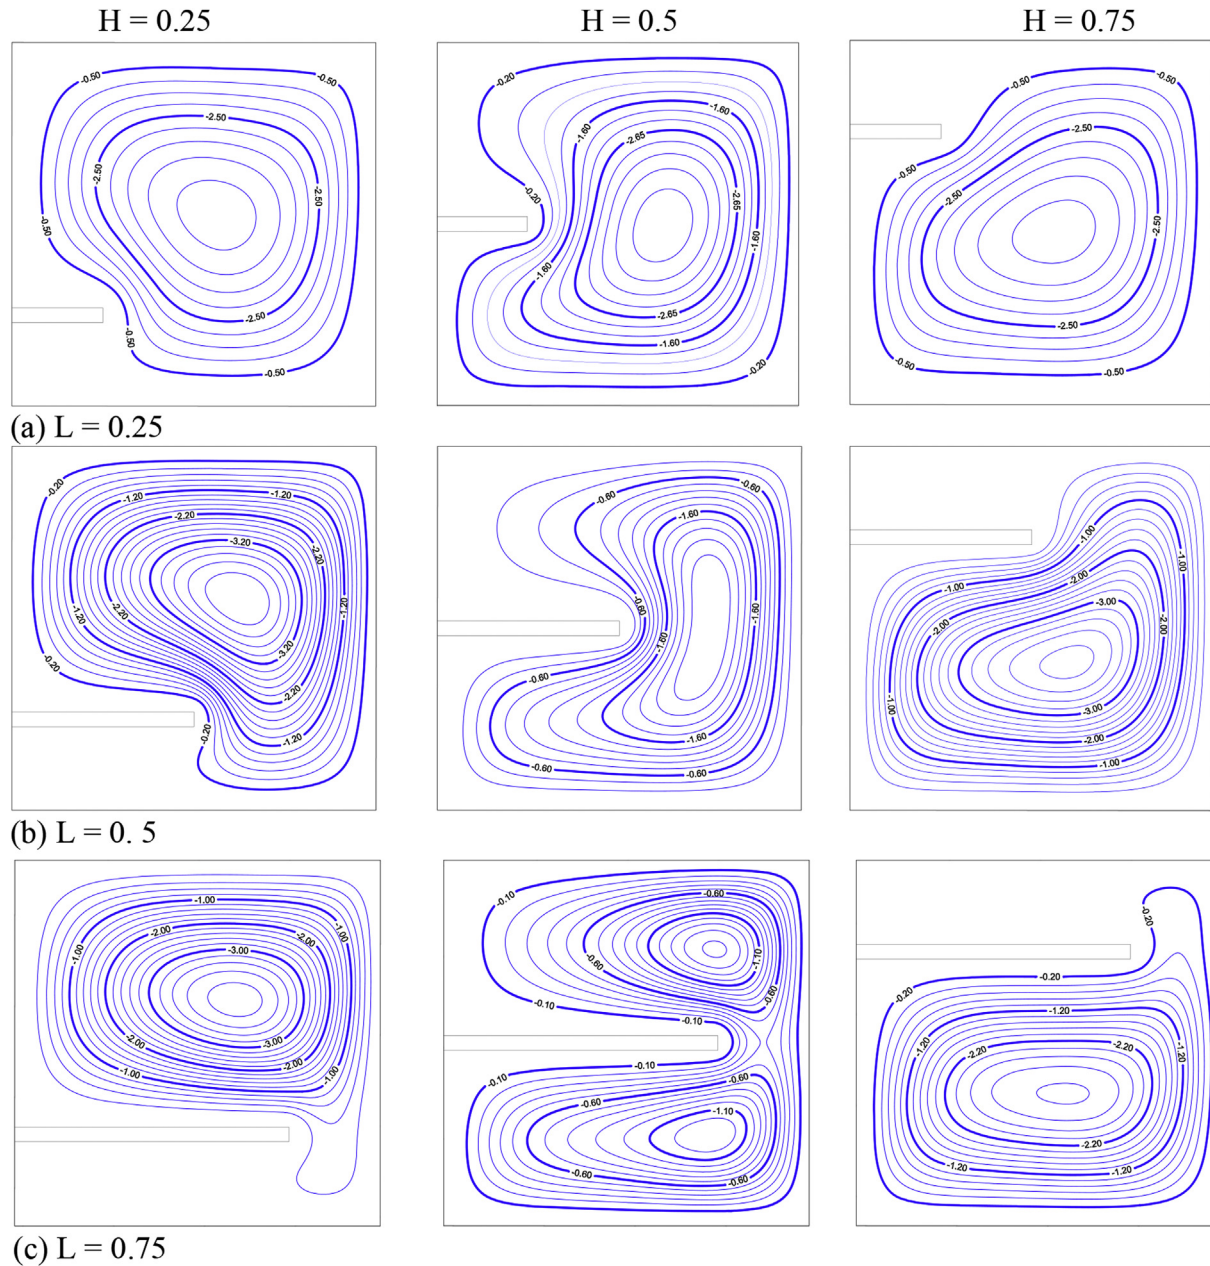 H = 0.25 H = 0.5 H = 0.75
-0.50 -0.50 -2.50 -2.50 -2.50 -2.50 -0.50 -0.50 -0.50
-0.20 -1.60 -1.60 -2.65 -0.20 -2.65 -1.60 -1.60 -2.65 -1.60 -0.20
-0.50 -0.50 -2.50 -0.50 -2.50 -2.50 -2.50 -0.50 -0.50
(a) L = 0.25
-0.20 -1.20 -1.20 -2.20 -3.20 -2.20 -1.20 -1.20 -2.20 -3.20 -0.20 -2.20 -0.20 -1.20
-0.60 -0.60 -1.60 -0.60 -1.60 -1.60 -0.60 -1.60 -0.60 -0.60
-1.00 -1.00 -2.00 -1.00 -3.00 -2.00 -2.00 -1.00 -3.00 -2.00 -1.00
(b) L = 0. 5
-1.00 -1.00 -2.00 -2.00 -3.00 -1.00 -3.00 -2.00 -2.00 -1.00 -1.00
-0.10 -0.60 -1.10 -0.60 -0.60 -0.10 -0.10 -0.10 -0.10 -0.60 -1.10 -0.60 -0.60
-0.20 -0.20 -0.20 -1.20 -1.20 -2.20 -2.20 -1.20 -2.20 -1.20 -1.20
(c) L = 0.75